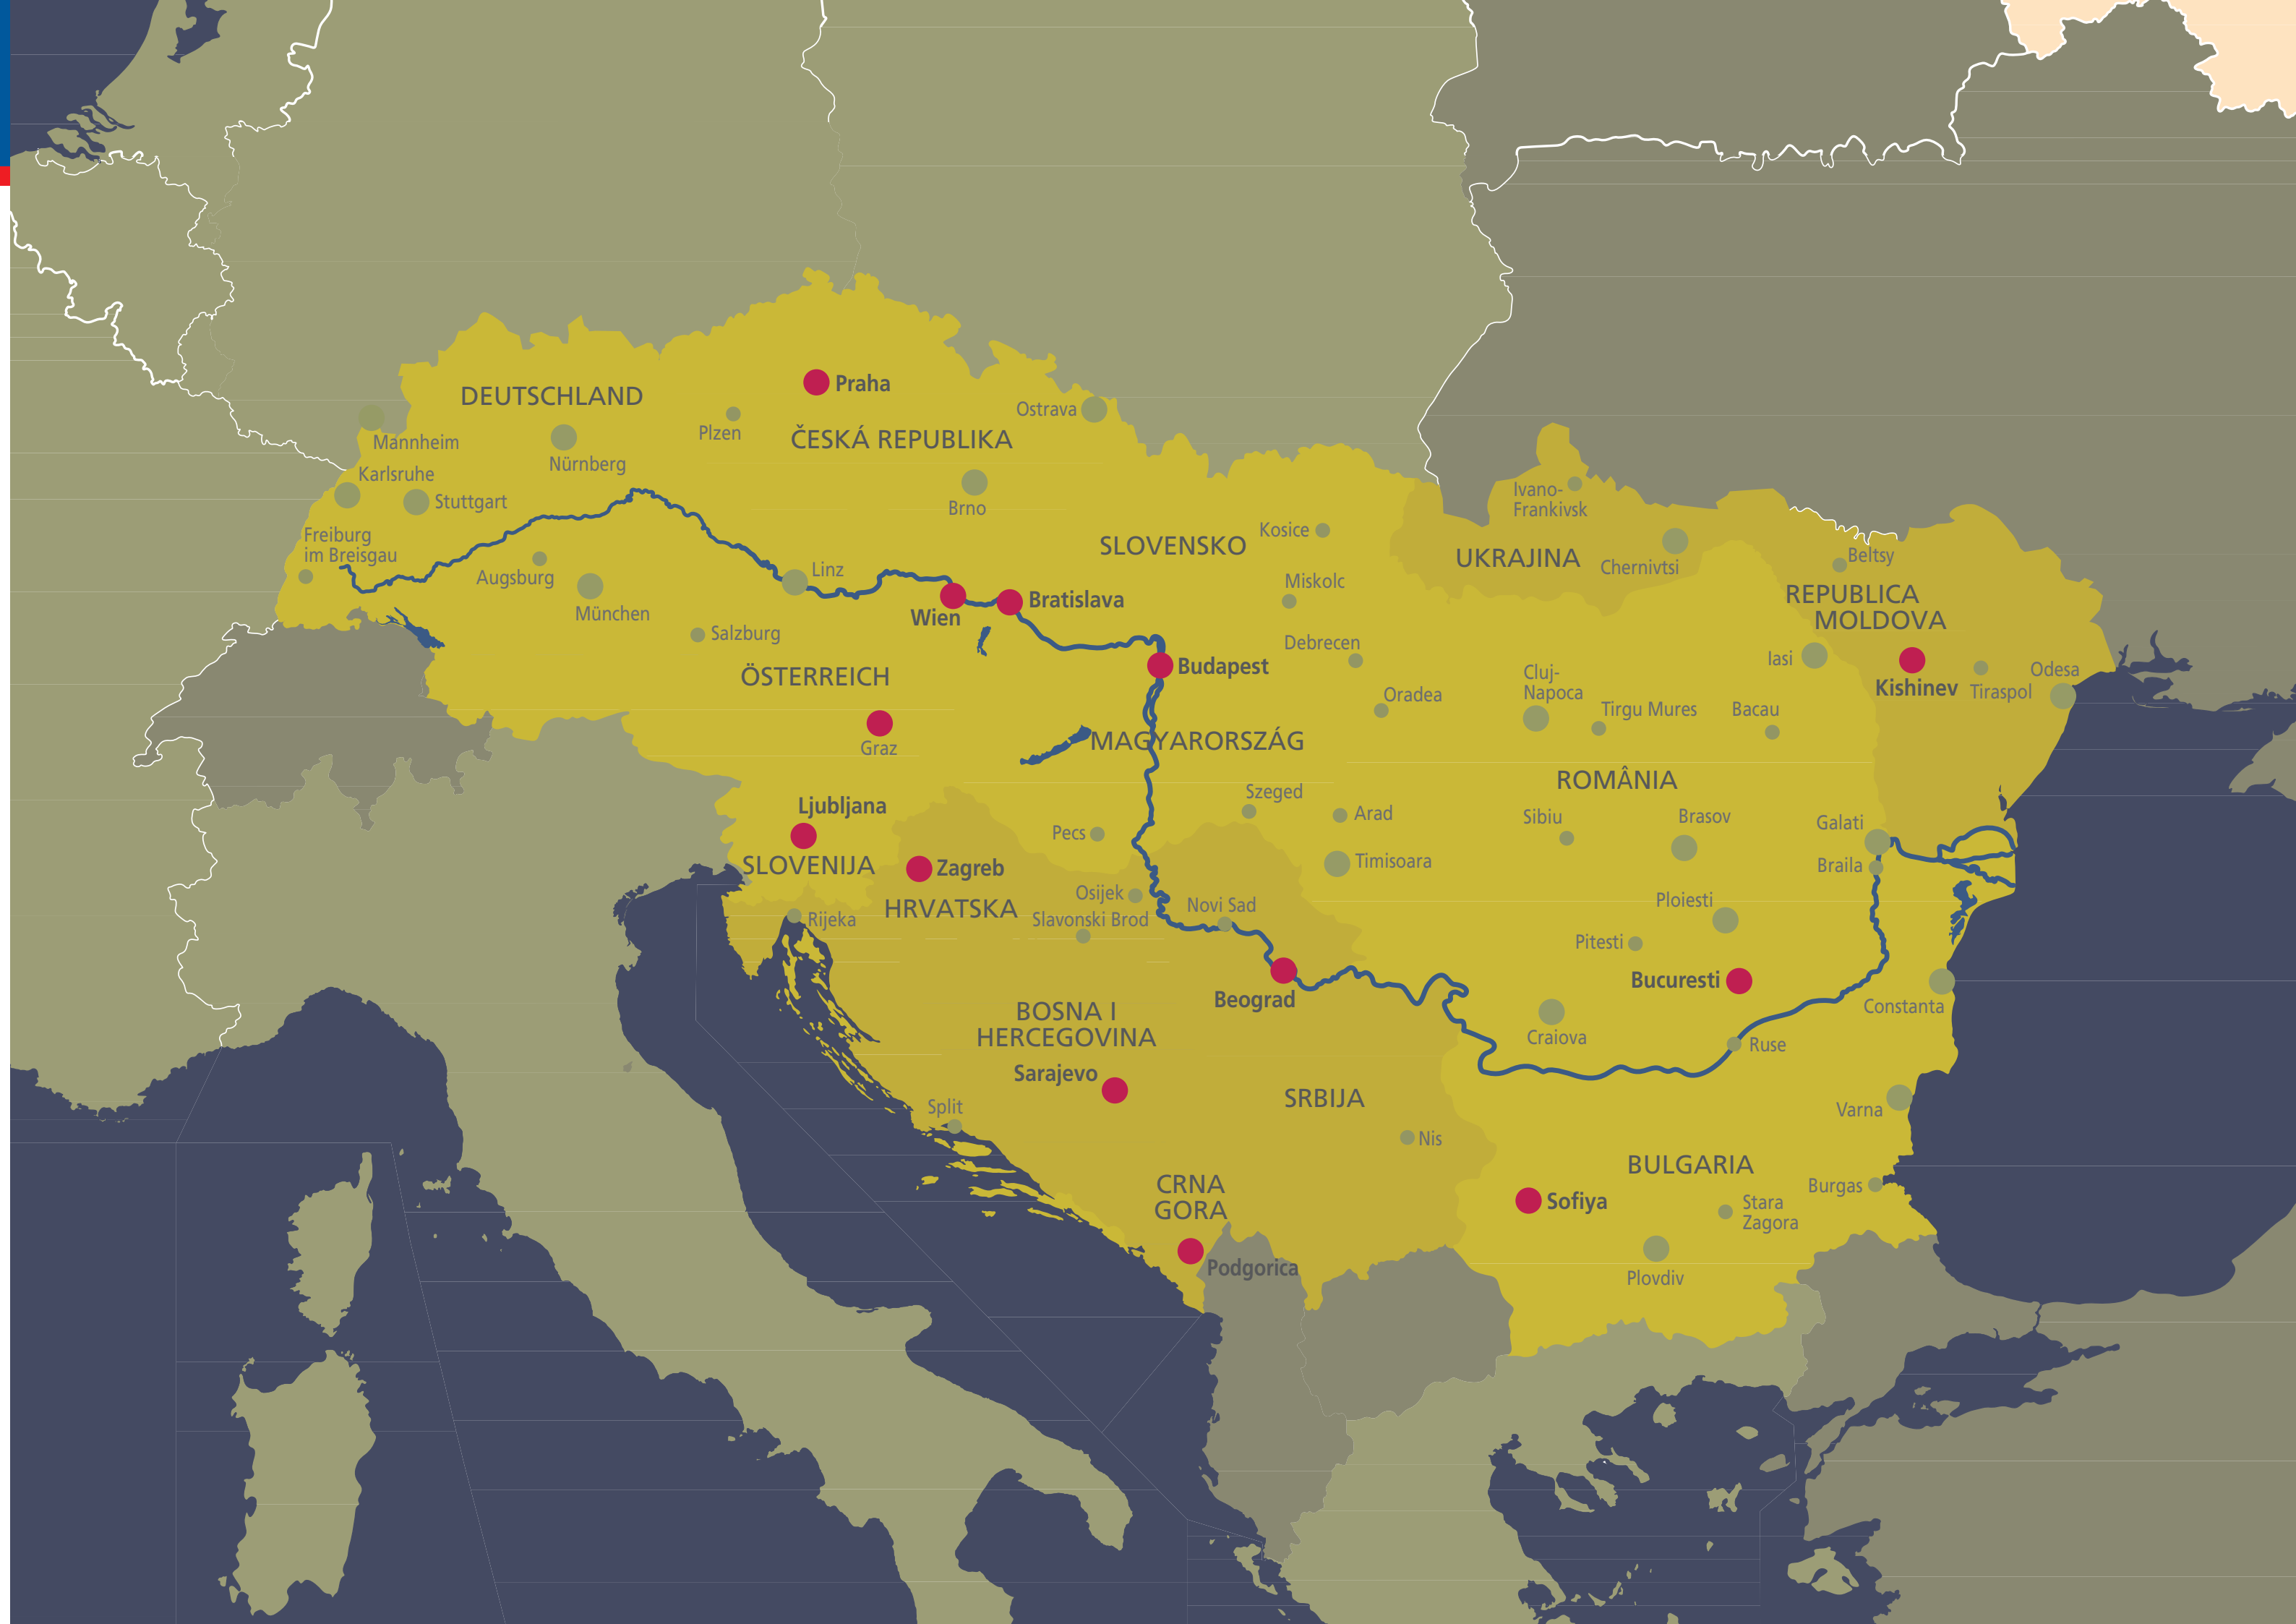 Praha
DEUTSCHLAND
Ostrava
Plzen
ČESKÁ REPUBLIKA
Mannheim
Nürnberg
Karlsruhe
Stuttgart
Brno
Ivano-
Frankivsk
Freiburg
im Breisgau
Kosice
SLOVENSKO
UKRAJINA
Chernivtsi
Beltsy
Augsburg
Linz
München
Miskolc
REPUBLICA
MOLDOVA
Wien
Bratislava
Salzburg
Debrecen
Budapest
Iasi
Kishinev
Tiraspol
Odesa
ÖSTERREICH
Cluj-
Napoca
Oradea
Tirgu Mures
Bacau
Graz
MAGYARORSZÁG
ROMÂNIA
Szeged
Ljubljana
Arad
Sibiu
Brasov
Galati
Pecs
SLOVENIJA
Zagreb
Timisoara
Braila
Osijek
Novi Sad
Ploiesti
HRVATSKA
Rijeka
Slavonski Brod
Pitesti
Bucuresti
Beograd
Constanta
BOSNA I
HERCEGOVINA
Craiova
Ruse
Sarajevo
SRBIJA
Split
Varna
Nis
BULGARIA
CRNA
GORA
Burgas
Sofiya
Stara
Zagora
Podgorica
Plovdiv